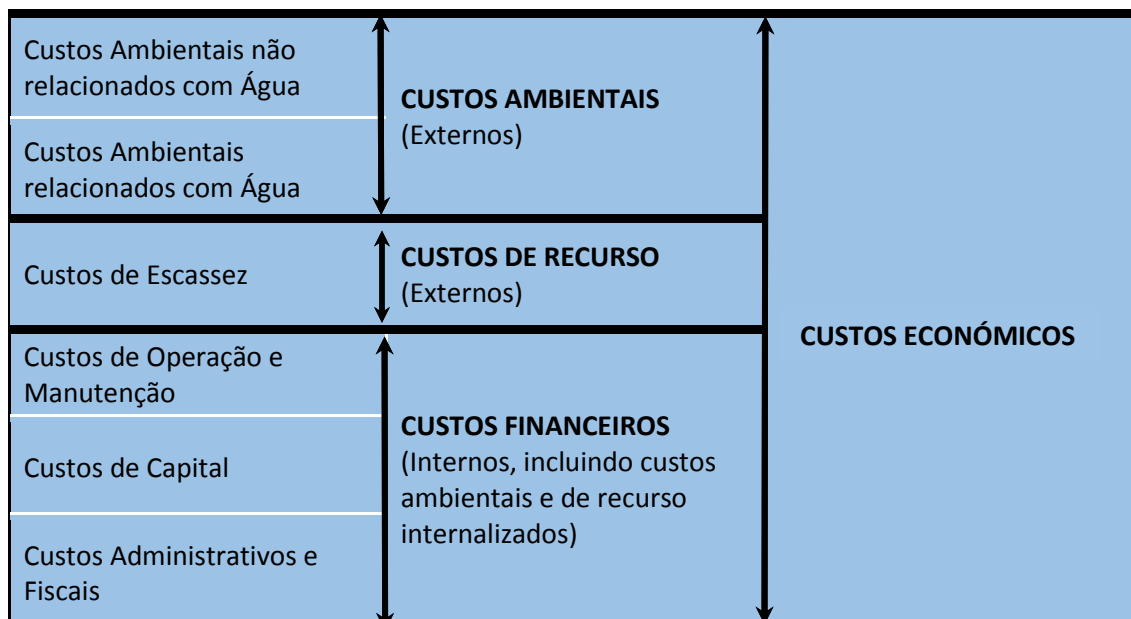 Custos Ambientais não
relacionados com Água
Custos Ambientais
relacionados com Água
CUSTOS AMBIENTAIS
(Externos)
Custos de Escassez
CUSTOS DE RECURSO
(Externos)
Custos de Operação e
Manutenção
Custos de Capital
Custos Administrativos e
Fiscais
CUSTOS FINANCEIROS
(Internos, incluindo custos
ambientais e de recurso
internalizados)
CUSTOS ECONÓMICOS